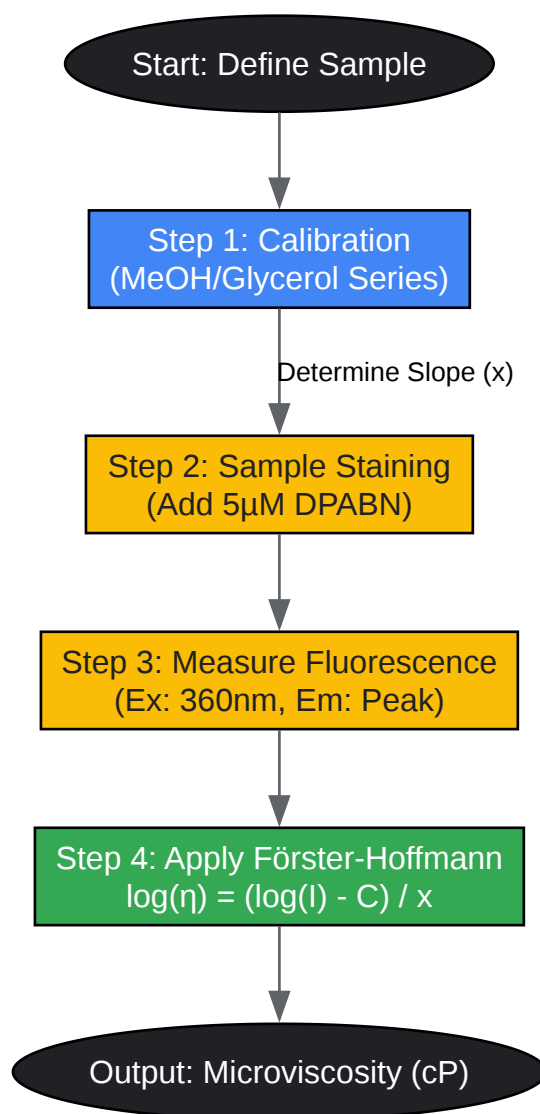 Start: Define Sample
Step 1: Calibration
(MeOH/Glycerol Series)
Determine Slope (x)
Step 2: Sample Staining
(Add 5µM DPABN)
Step 3: Measure Fluorescence
(Ex: 360nm, Em: Peak)
Step 4: Apply Förster-Hoffmann
log(η) = (log(I) - C) / x
Output: Microviscosity (cP)